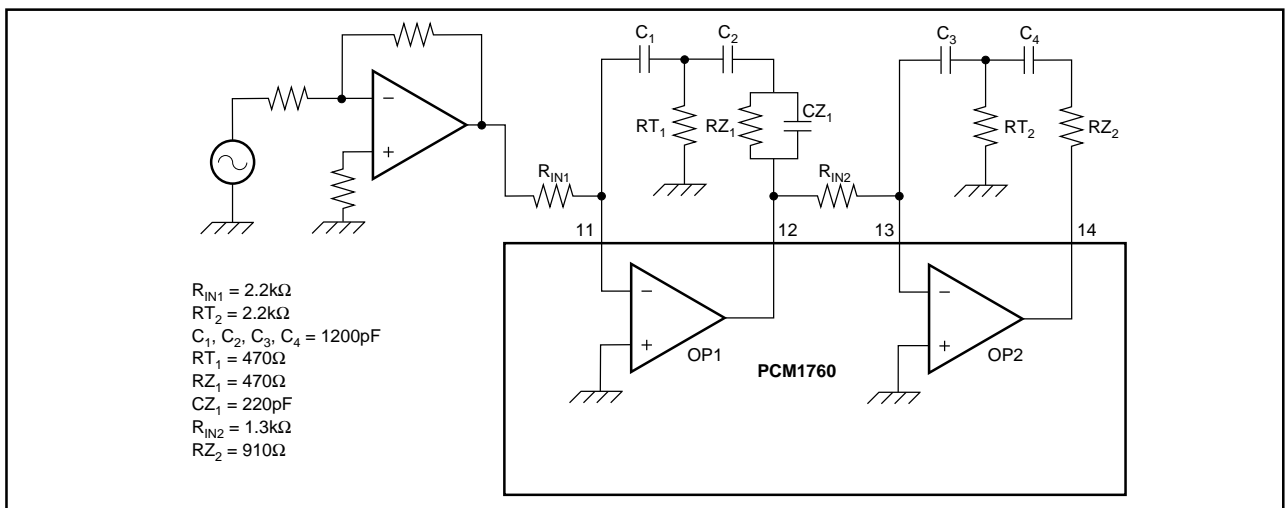 C1 C2 C3 C4
− + RT1 RZ1 CZ1 RT2 RZ2
RIN1 RIN2
11 12 13 14
RIN1 = 2.2kΩ
RT2 = 2.2kΩ
C1, C2, C3, C4 = 1200pF
RT1 = 470Ω
RZ1 = 470Ω
CZ1 = 220pF
RIN2 = 1.3kΩ
RZ2 = 910Ω
− + OP1
PCM1760
− + OP2